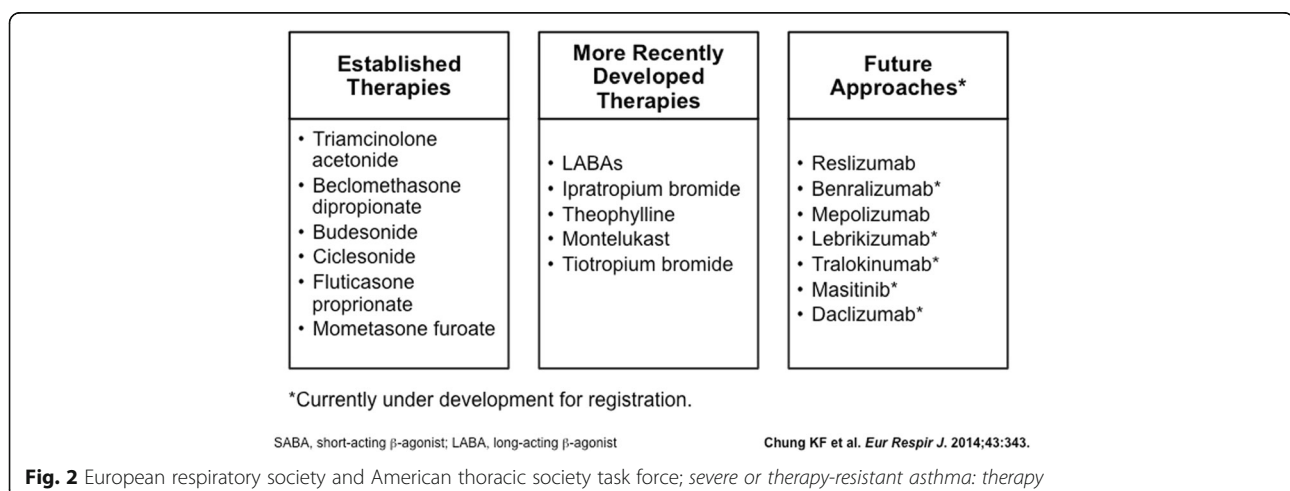 Established
Therapies
• Triamcinolone
acetonide
• Beclomethasone
dipropionate
• Budesonide
• Ciclesonide
• Fluticasone
proprionate
• Mometasone furoate
More Recently
Developed
Therapies
• LABAs
• Ipratropium bromide
• Theophylline
• Montelukast
• Tiotropium bromide
Future
Approaches*
• Reslizumab
• Benralizumab*
• Mepolizumab
• Lebrikizumab*
• Tralokinumab*
• Masitinib*
• Daclizumab*
*Currently under development for registration.
SABA, short-acting β-agonist; LABA, long-acting β-agonist
Chung KF et al. Eur Respir J. 2014;43:343.
Fig. 2 European respiratory society and American thoracic society task force; severe or therapy-resistant asthma: therapy